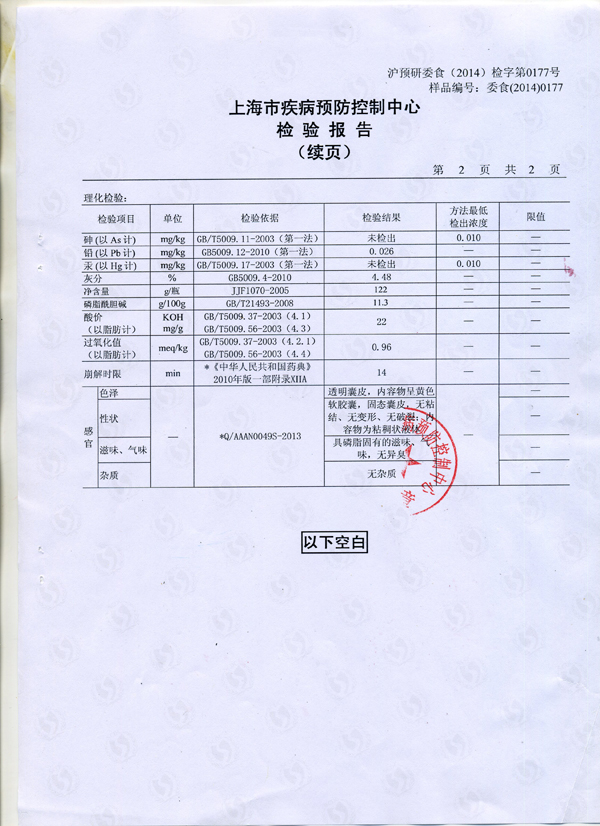 沪预研委食（2014）检字第0177号
样品编号：委食(2014)0177
上海市疾病预防控制中心
检 验 报 告
（续页）
第 2 页 共 2 页
理化检验：
检验项目 单位 检验依据 检验结果 方法最低检出浓度 限值
砷(以As计) mg/kg GB/T5009.11-2003（第一法） 未检出 0.010 —
铅(以Pb计) mg/kg GB5009.12-2010（第一法） 0.026 — —
汞(以Hg计) mg/kg GB/T5009.17-2003（第一法） 未检出 0.010 —
灰分 % GB5009.4-2010 4.48 — —
净含量 g/瓶 JJF1070-2005 122 — —
磷脂酰胆碱 g/100g GB/T21493-2008 11.3 — —
酸价 KOH GB/T5009.37-2003（4.1）
（以脂肪计） mg/g GB/T5009.56-2003（4.3） 22 — —
过氧化值 GB/T5009.37-2003（4.2.1）
（以脂肪计） meq/kg GB/T5009.56-2003（4.4） 0.96 — —
崩解时限 min *《中华人民共和国药典》
2010年版一部附录XIIA 14 — —
感官 — *Q/AAAN0049S-2013 —
色泽 透明囊皮，内容物呈黄色 —
性状 软胶囊，固态囊皮，无粘
结、无变形、无破裂；内
容物为粘稠状液体 —
滋味、气味 具磷脂固有的滋味、
味，无异臭 —
杂质 无杂质 —
预防控制中心
以下空白